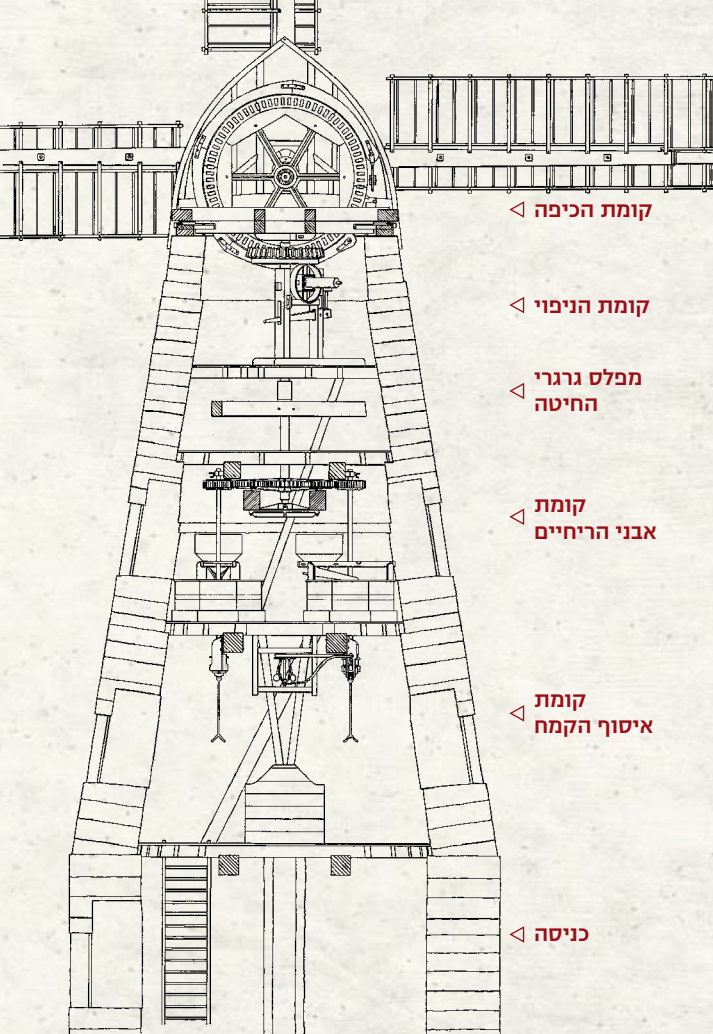 קומת הכיפה
קומת הניפוי
מפלס גרגרי
החיטה
קומת
אבני הריחיים
קומת
איסוף הקמח
כניסה